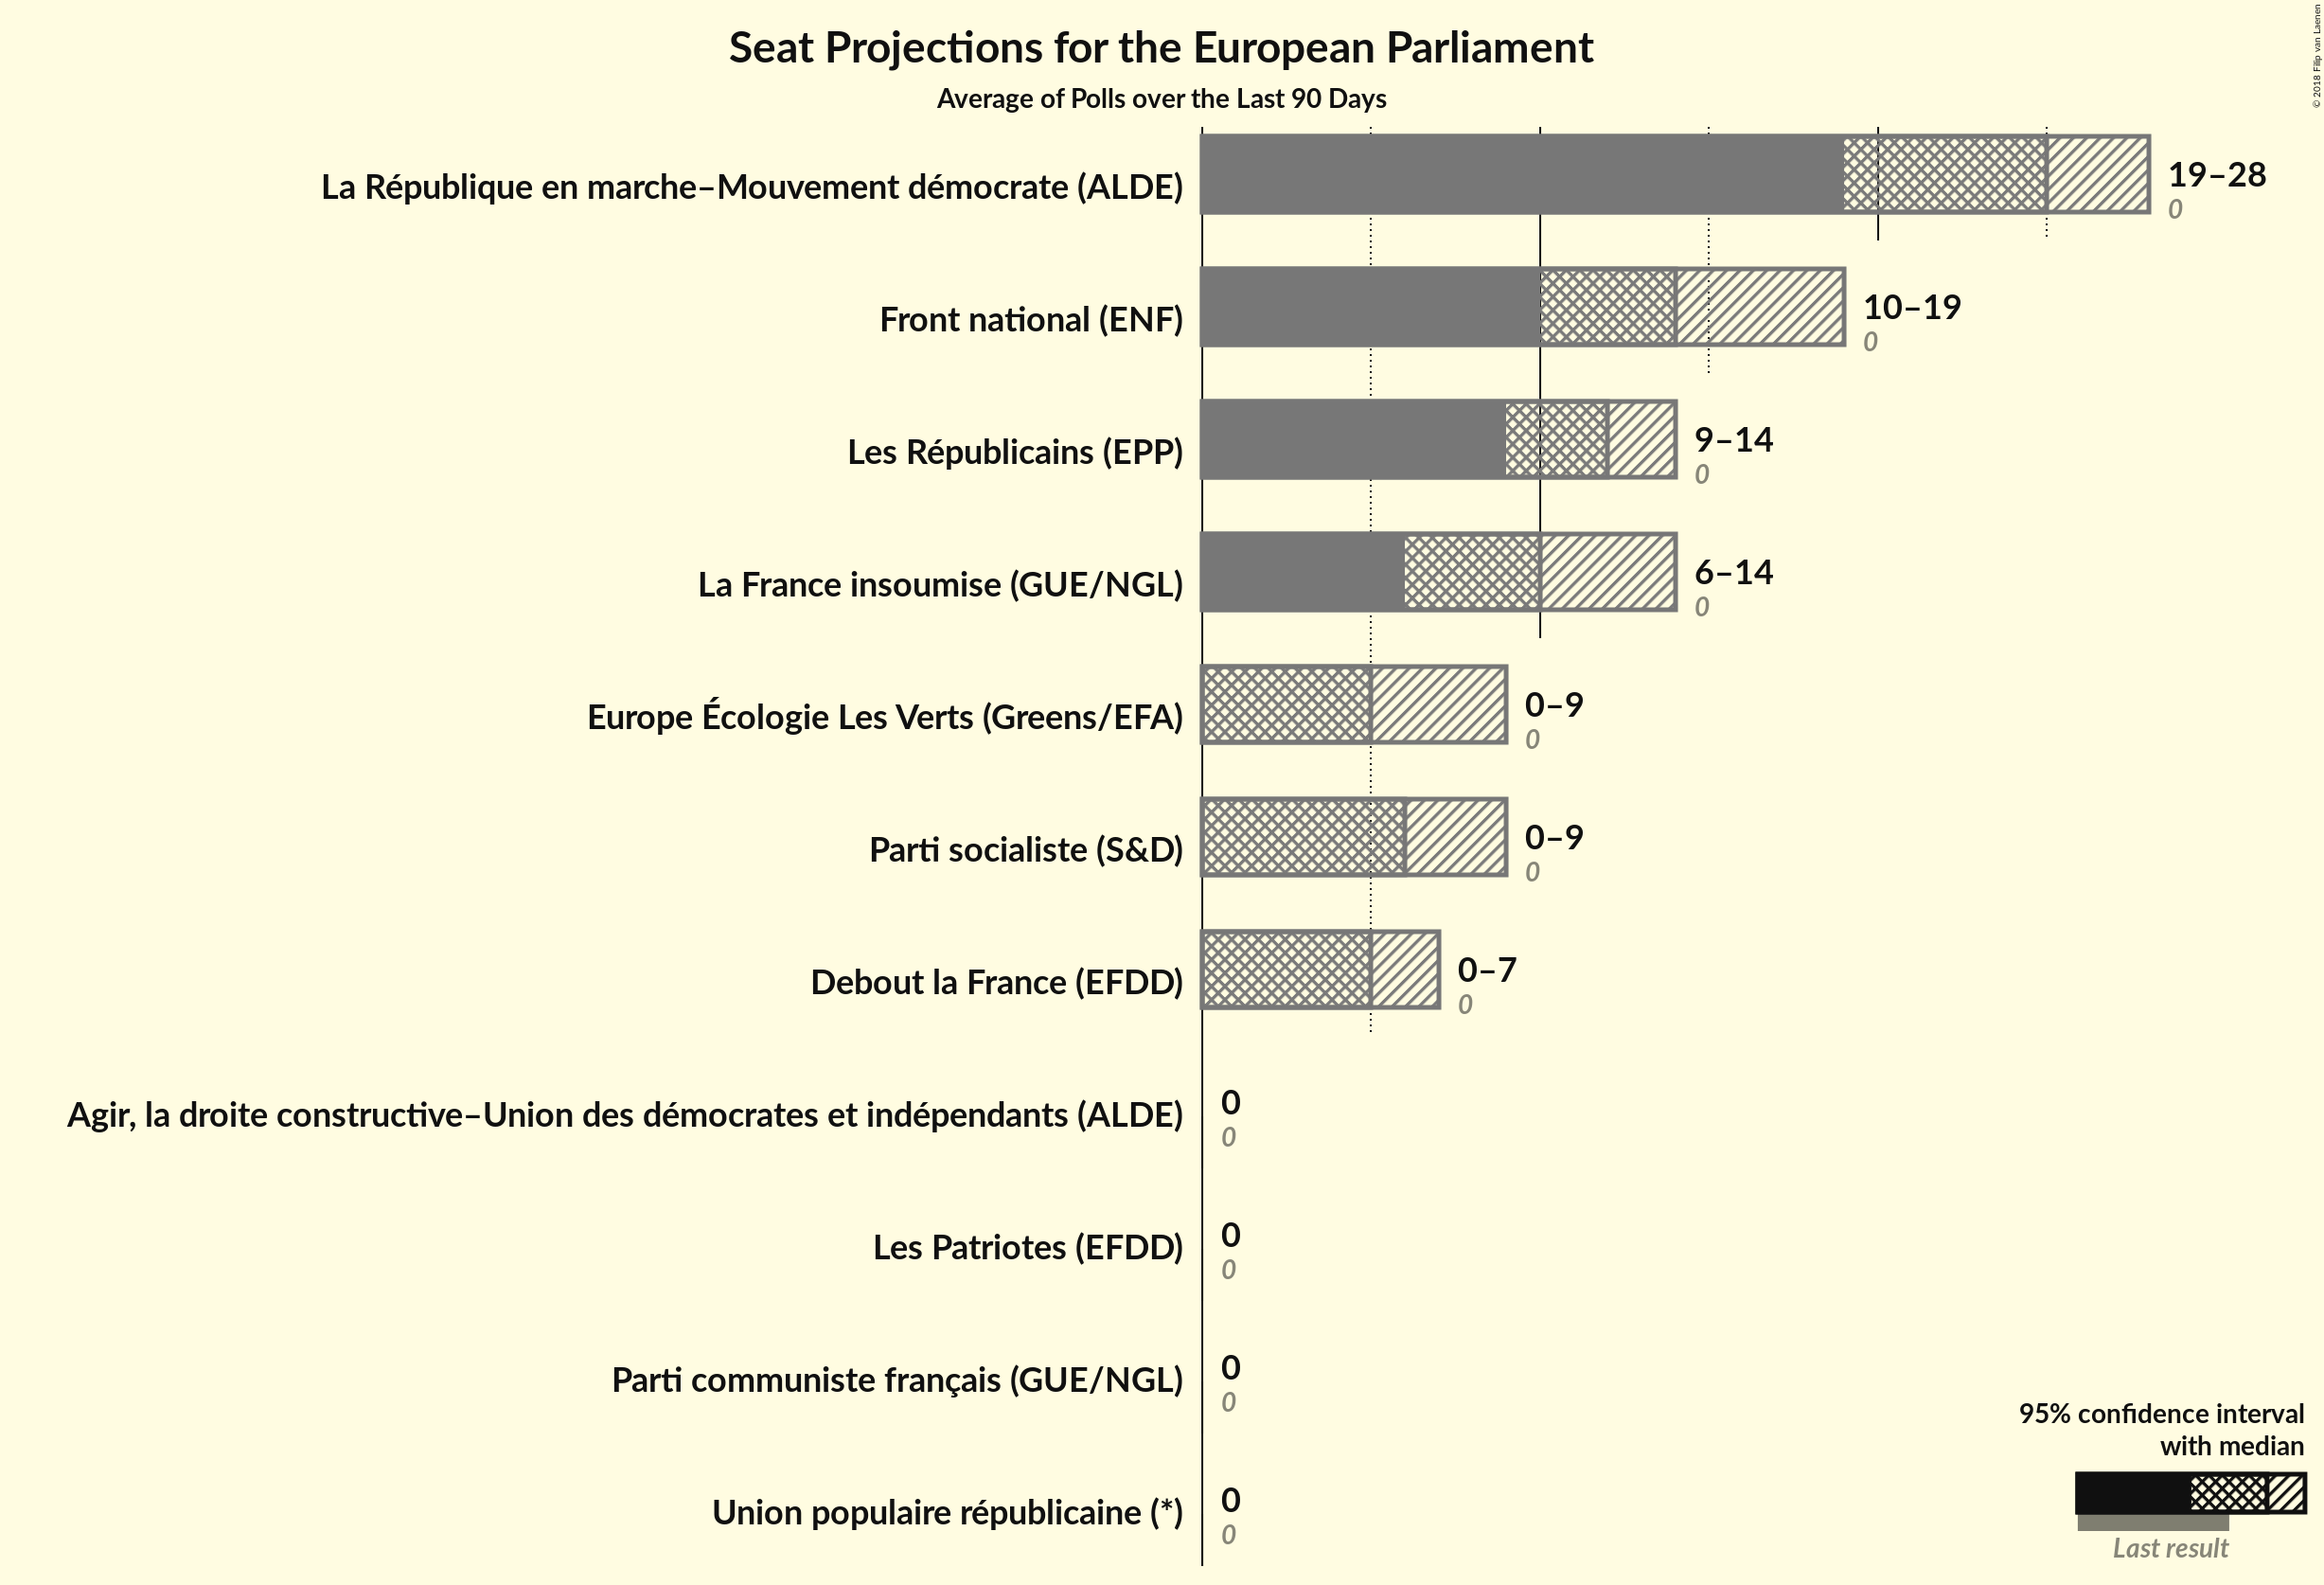 Seat Projections for the European Parliament
Average of Polls over the Last 90 Days
© 2018 Filip van Laenen
La République en marche–Mouvement démocrate (ALDE)
19–28
0
Front national (ENF)
10–19
0
Les Républicains (EPP)
9–14
0
La France insoumise (GUE/NGL)
6–14
0
Europe Écologie Les Verts (Greens/EFA)
0–9
0
Parti socialiste (S&D)
0–9
0
Debout la France (EFDD)
0–7
0
Agir, la droite constructive–Union des démocrates et indépendants (ALDE)
0
0
Les Patriotes (EFDD)
0
0
Parti communiste français (GUE/NGL)
0
0
Union populaire républicaine (*)
0
0
95% confidence interval
with median
Last result